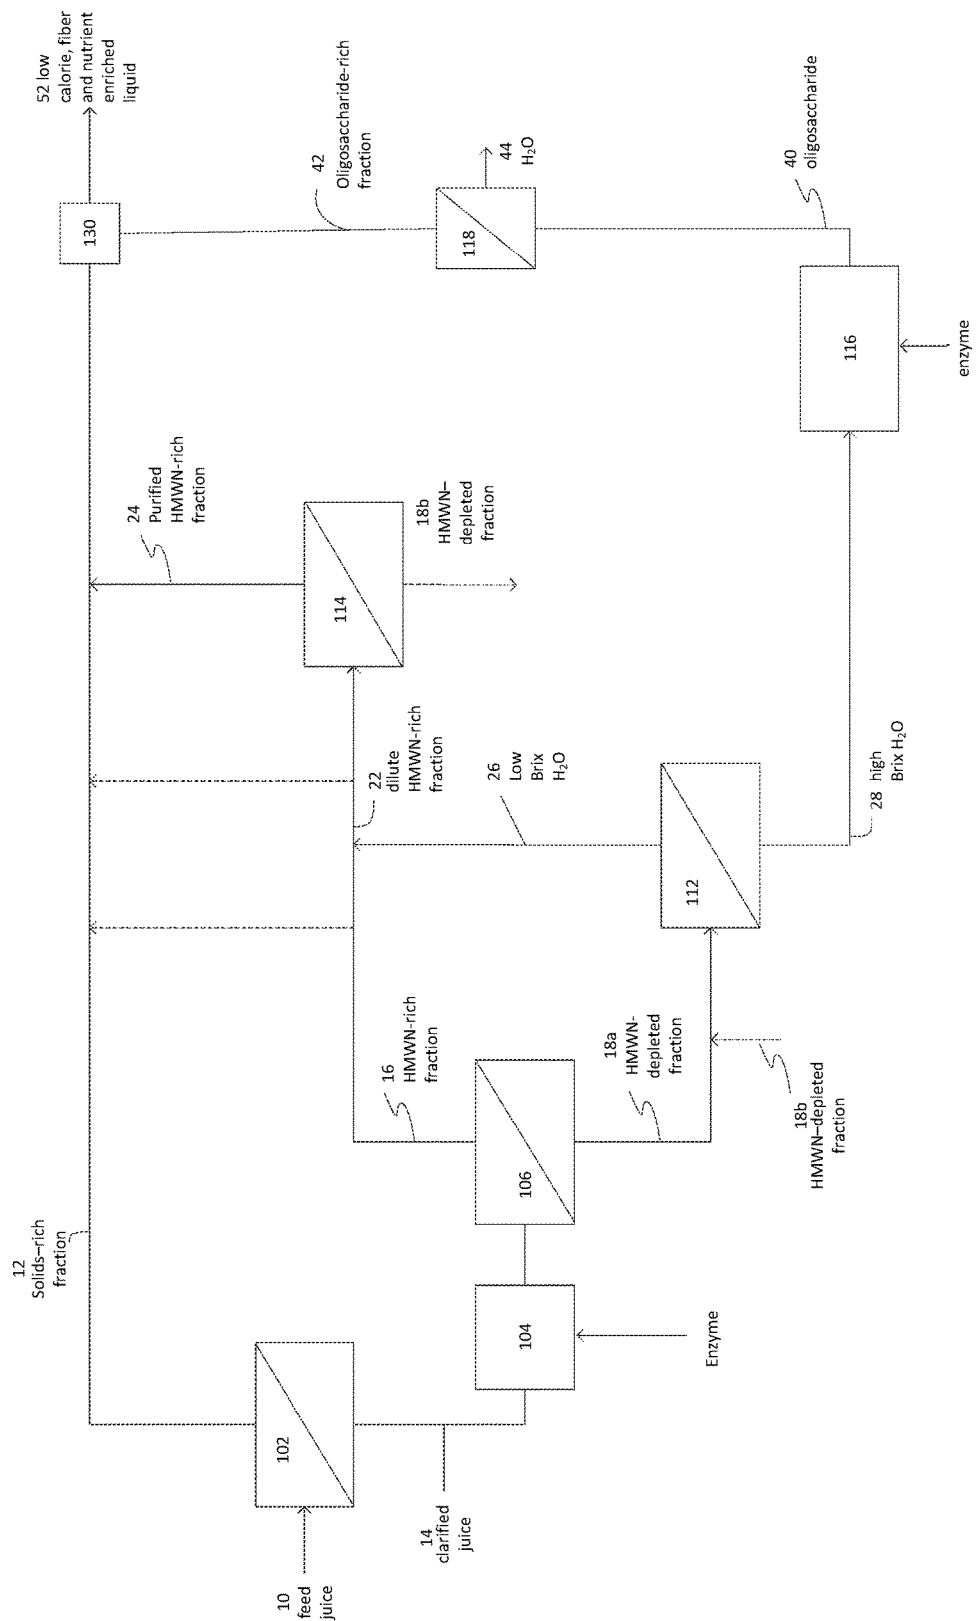 52 low
calorie, fiber
and nutrient
enriched
liquid
130
42
Oligosaccharide-rich
fraction
44
H₂O
118
40
oligosaccharide
116
enzyme
24
Purified
HMWN-rich
fraction
18b
HMWN–
depleted
fraction
114
22
dilute
HMWN-rich
fraction
26
Low
Brix
H₂O
28 high
Brix H₂O
112
16
HMWN-rich
fraction
18a
HMWN-
depleted
fraction
18b
HMWN–depleted
fraction
106
12
Solids–rich
fraction
104
Enzyme
102
14
clarified
juice
10
feed
juice